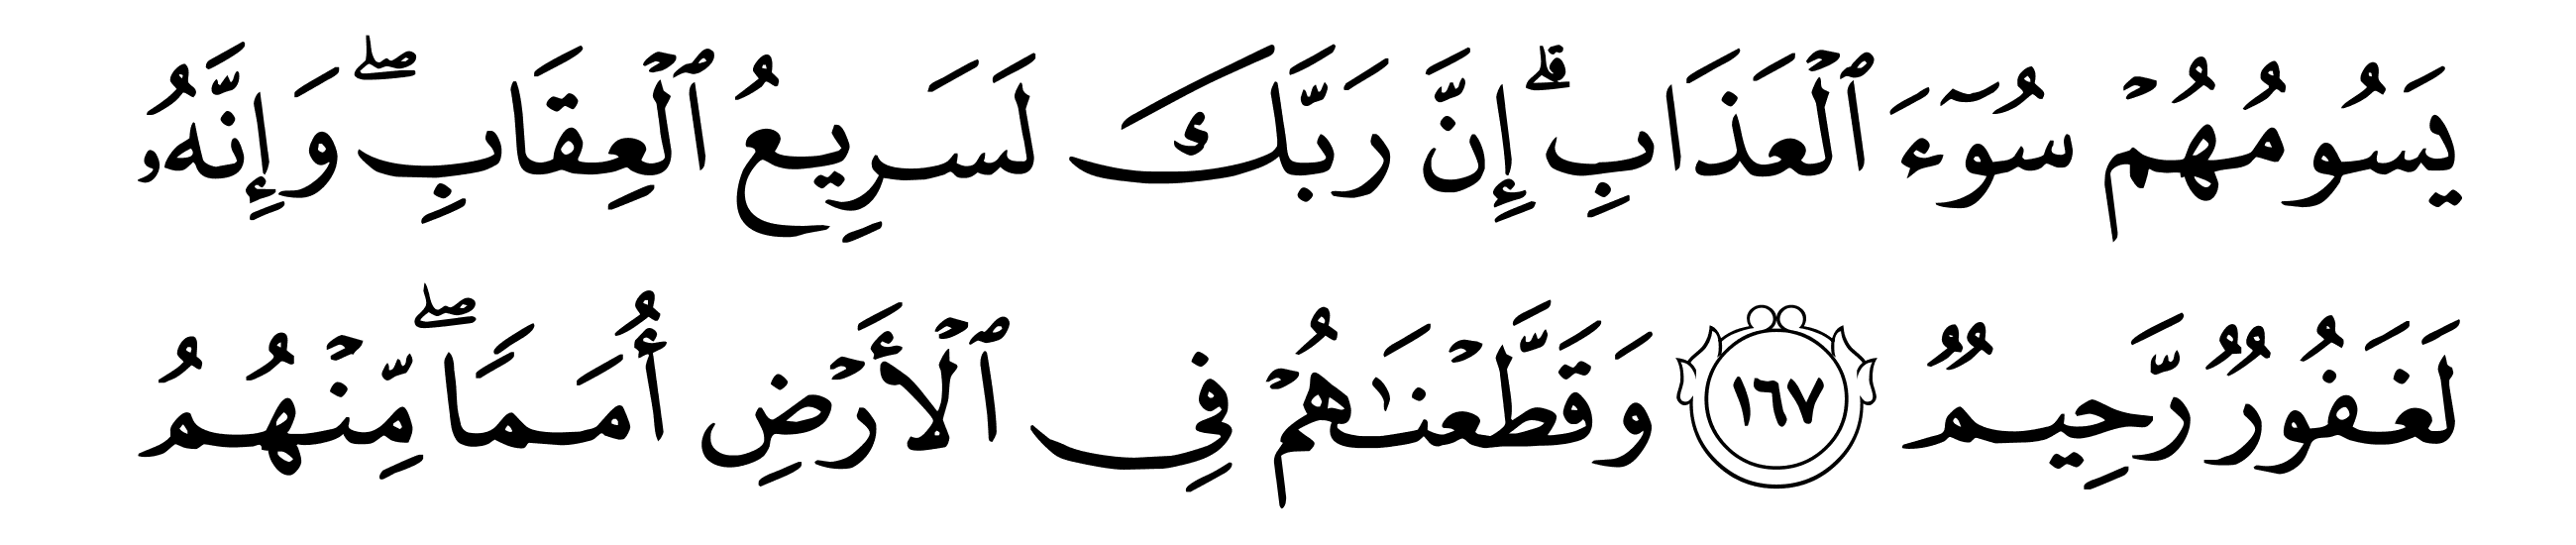 يَسُومُهُمۡ سُوٓءَ ٱلۡعَذَابِۗ إِنَّ رَبَّكَ لَسَرِيعُ ٱلۡعِقَابِۖ وَإِنَّهُۥ
لَغَفُورٌ رَّحِيمٌ ١٦٧ وَقَطَّعۡنَٰهُمۡ فِي ٱلۡأَرۡضِ أُمَمًاۖ مِّنۡهُمُ